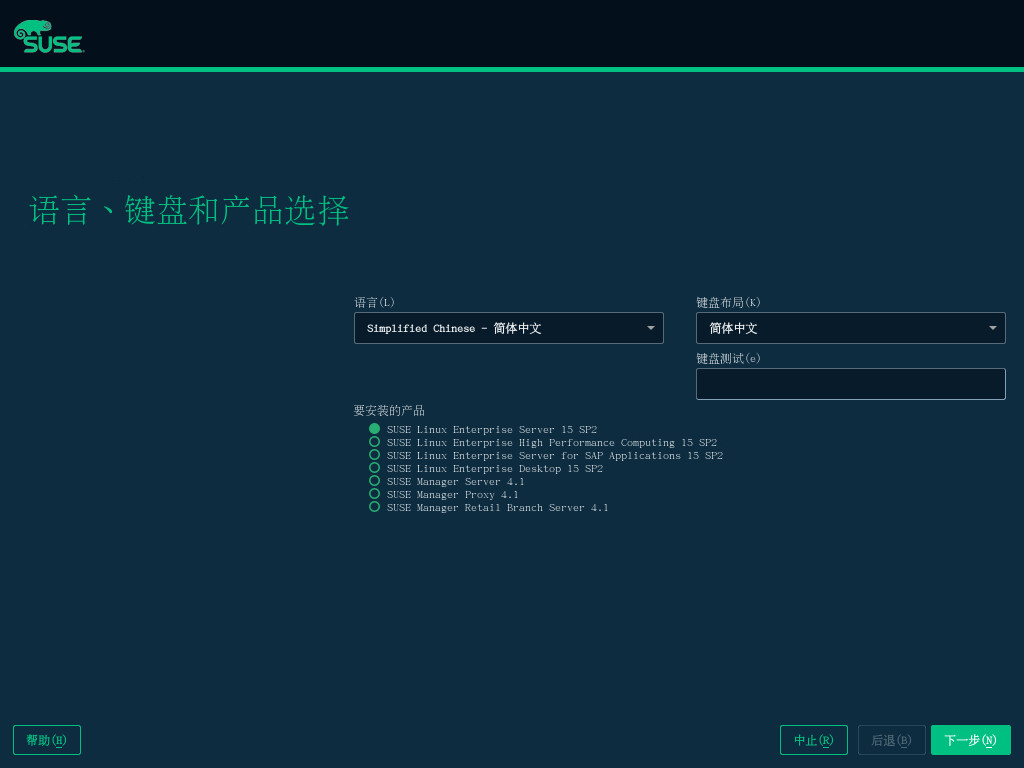 SUSE
语言、键盘和产品选择
语言(L)
键盘布局(K)
Simplified Chinese - 简体中文
简体中文
键盘测试(e)
要安装的产品
SUSE Linux Enterprise Server 15 SP2
SUSE Linux Enterprise High Performance Computing 15 SP2
SUSE Linux Enterprise Server for SAP Applications 15 SP2
SUSE Linux Enterprise Desktop 15 SP2
SUSE Manager Server 4.1
SUSE Manager Proxy 4.1
SUSE Manager Retail Branch Server 4.1
帮助(H)
中止(R)
后退(B)
下一步(N)